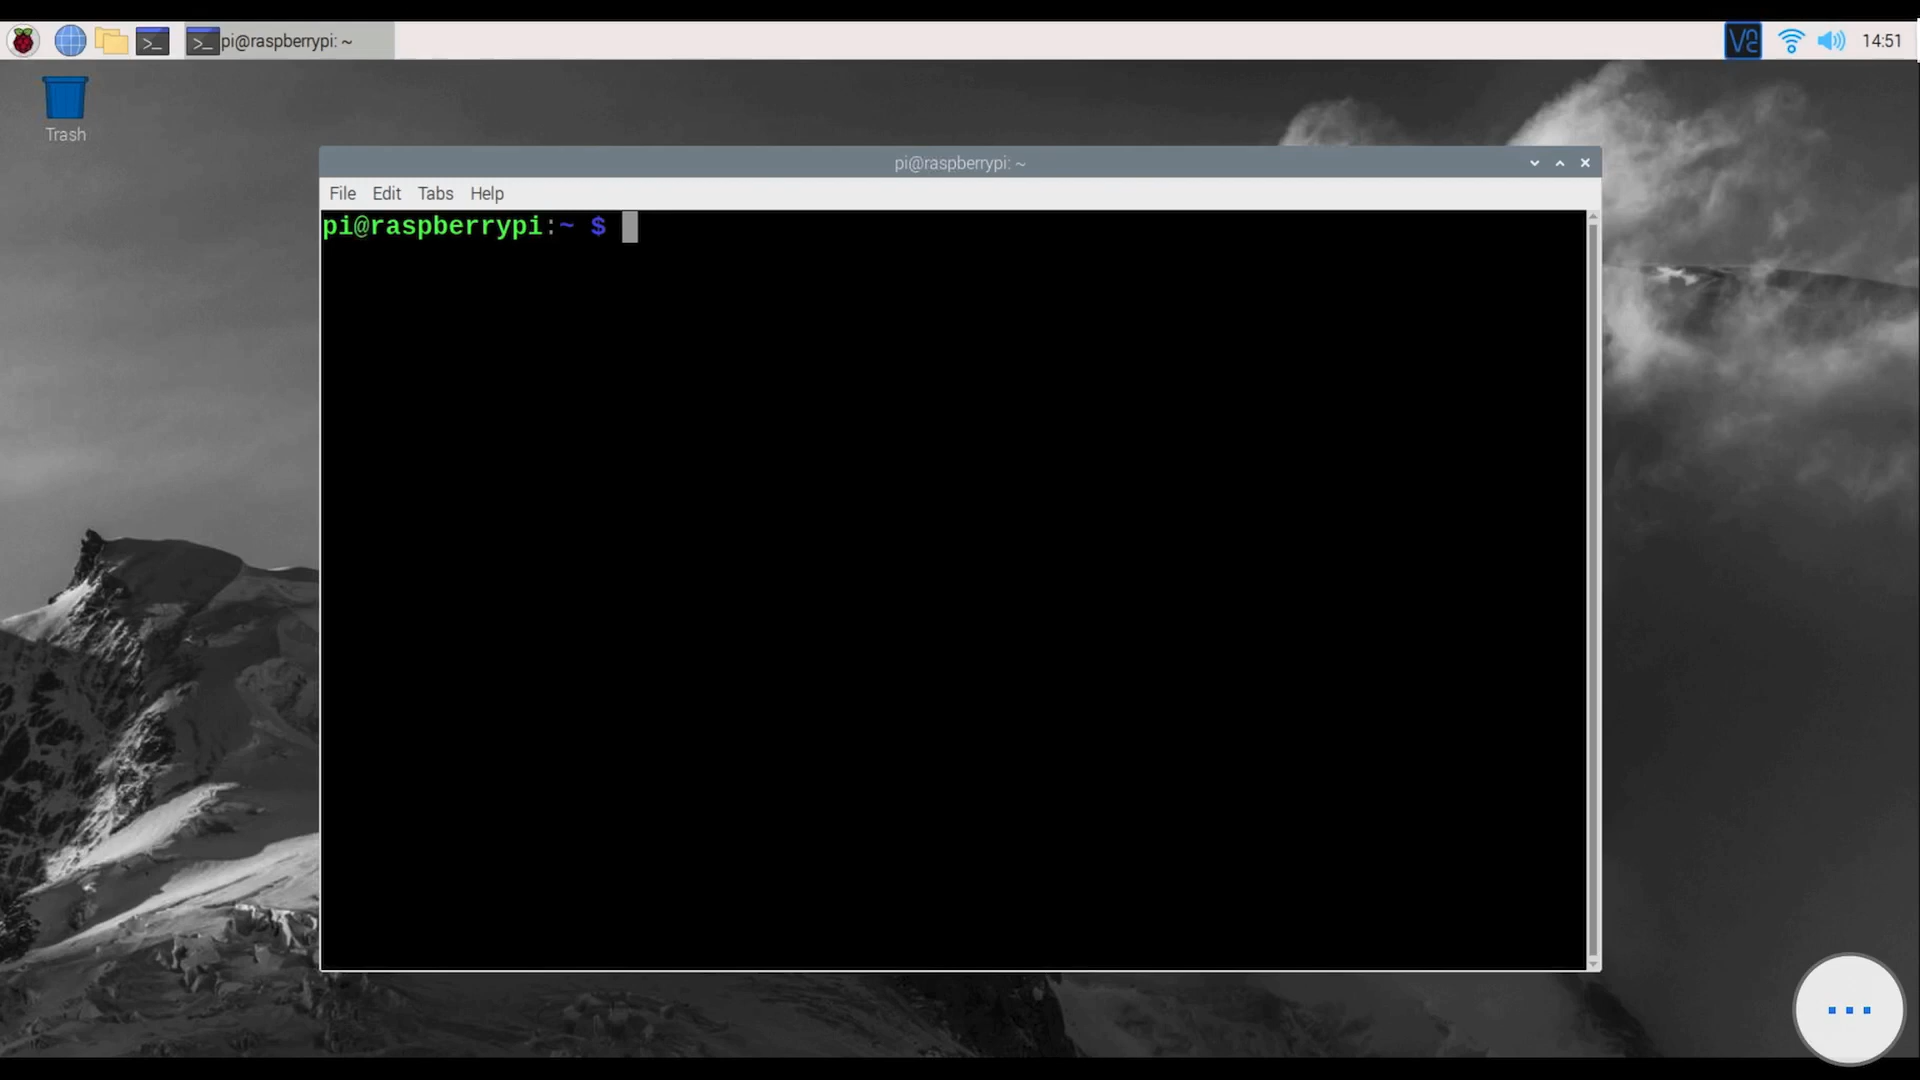 pi@raspberrypi: ~
14:51
Trash
pi@raspberrypi: ~
File Edit Tabs Help
pi@raspberrypi:~ $